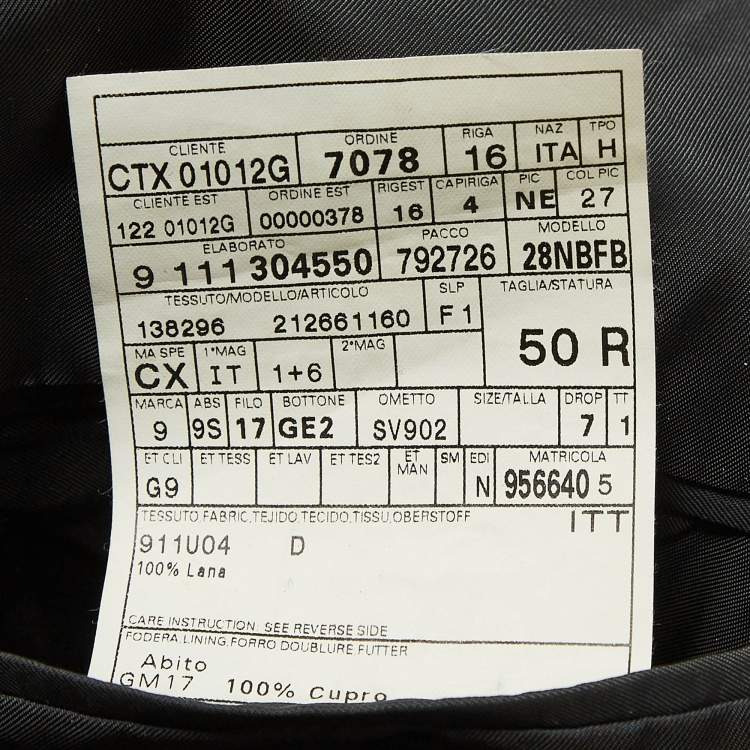 CLIENTE ORDINE RIGA NAZ TPO
CTX 01012G 7078 16 ITA H
CLIENTE EST ORDINE EST RIGEST CAPIRIGA PIC COL PIC
122 01012G 00000378 16 4 NE 27
ELABORATO PACCO MODELLO
9 111 304550 792726 28NBFB
TESSUTO/MODELLO/ARTICOLO SLP TAGLIA/STATURA
138296 212661160 F1 50 R
MA SPE 1°MAG 2°MAG
CX IT 1+6
MARCA ABS FILO BOTTONE OMETTO SIZE/TALLA DROP TT
9 9S 17 GE2 SV902 7 1
ET CLI ET TESS ET LAV ET TES2 ET MAN SM EDI MATRICOLA
G9 N 956640 5
TESSUTO,FABRIC,TEJIDO,TECIDO,TISSU,OBERSTOFF ITT
911U04 D
100% Lana
CARE INSTRUCTION: SEE REVERSE SIDE
FODERA,LINING,FORRO DOUBLURE,FUTTER
Abito
GM17 100% Cupro